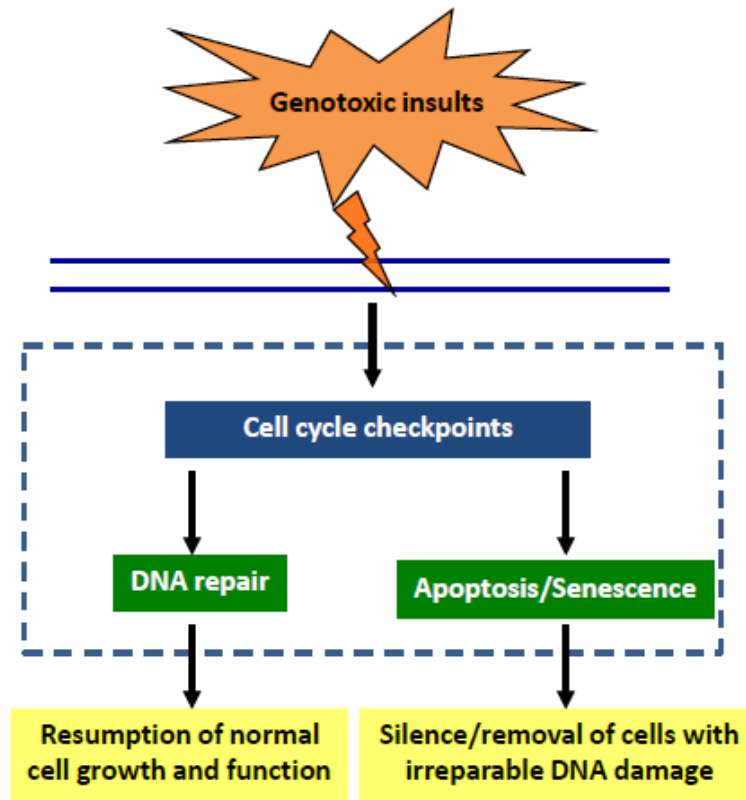 Genotoxic insults
Cell cycle checkpoints
DNA repair
Apoptosis/Senescence
Resumption of normal
cell growth and function
Silence/removal of cells with
irreparable DNA damage